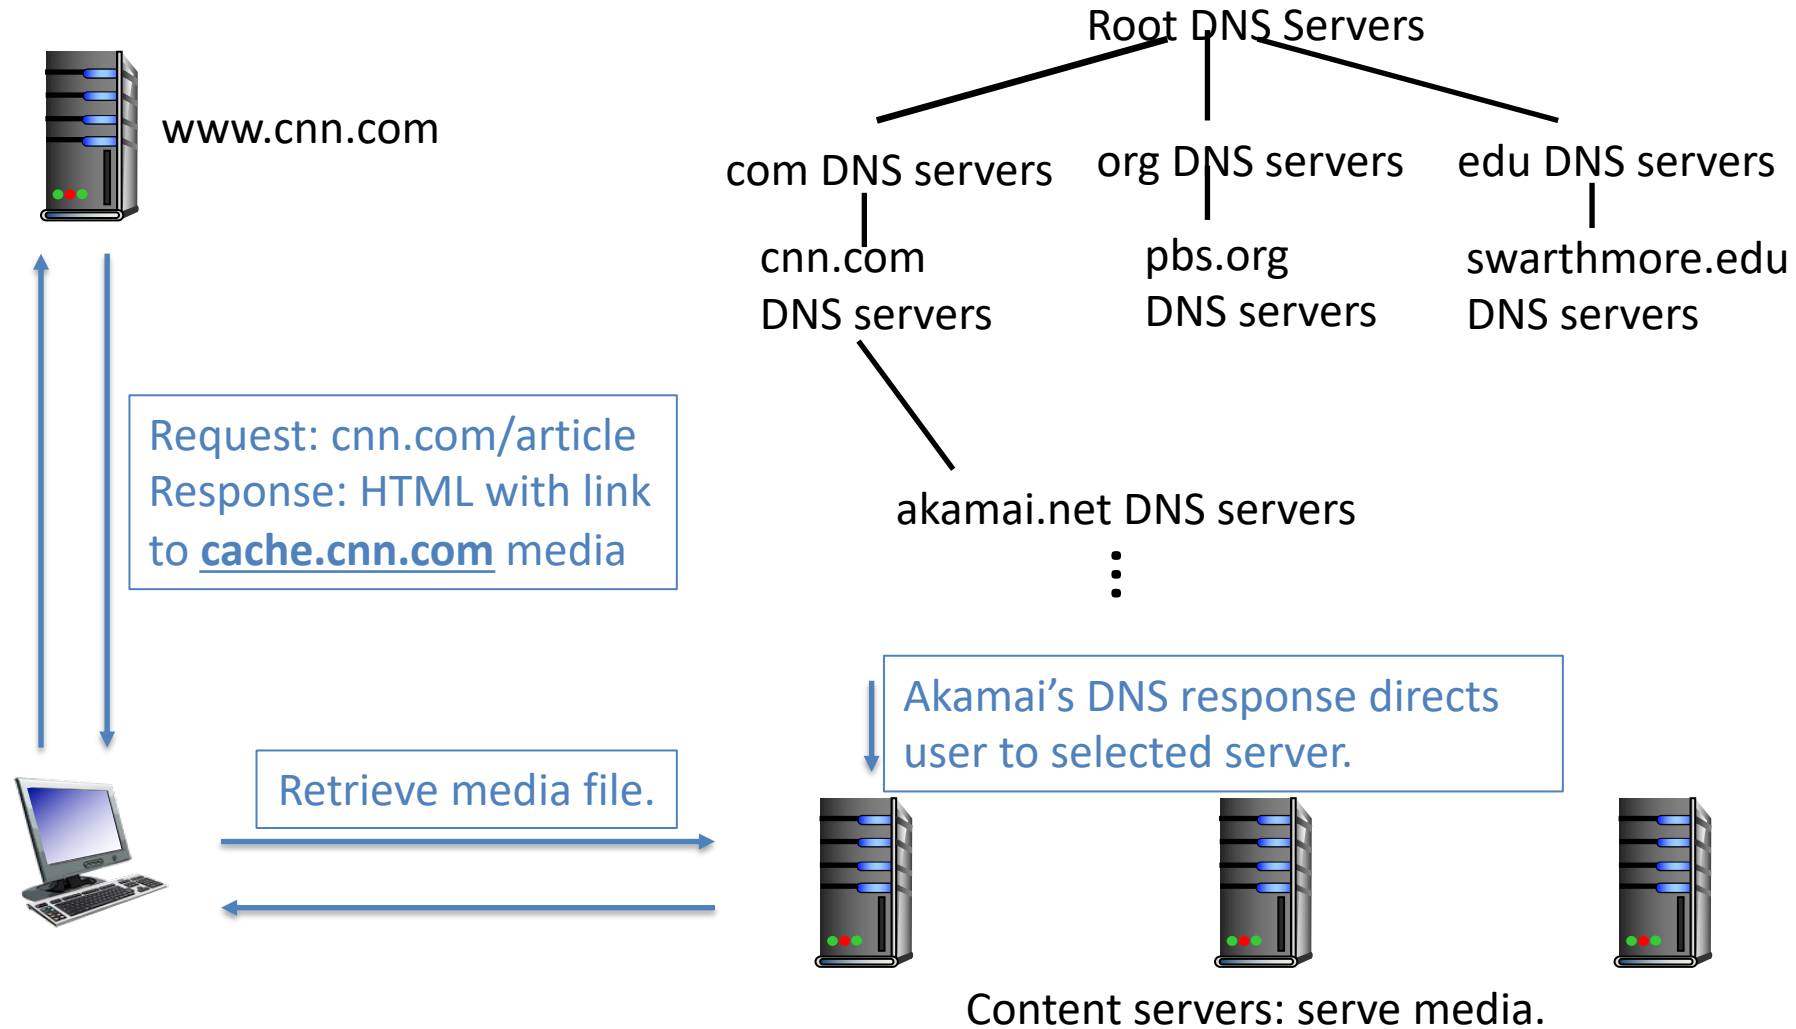 Root DNS Servers
www.cnn.com
com DNS servers
org DNS servers
edu DNS servers
cnn.com
DNS servers
pbs.org
DNS servers
swarthmore.edu
DNS servers
Request: cnn.com/article
Response: HTML with link
to cache.cnn.com media
akamai.net DNS servers
Akamai’s DNS response directs
user to selected server.
Retrieve media file.
Content servers: serve media.